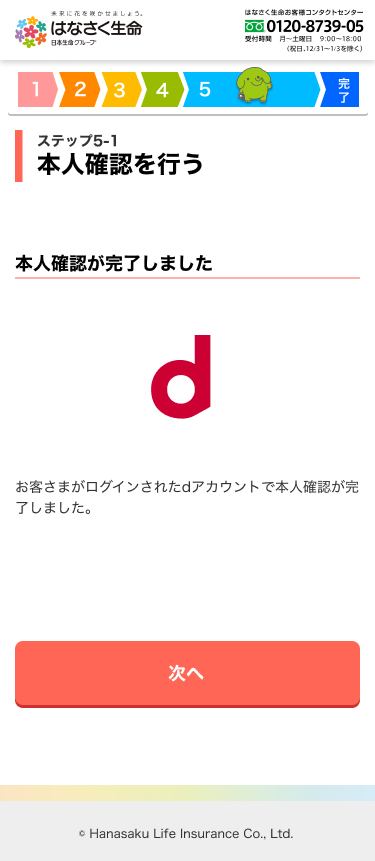 未来に花を咲かせましょう。
はなさく生命
日本生命グループ
はなさく生命お客様コンタクトセンター
0120-8739-05
受付時間 月〜土曜日 9:00〜18:00
(祝日、12/31〜1/3を除く)
1 2 3 4 5 完了
ステップ5-1
本人確認を行う
本人確認が完了しました
d
お客さまがログインされたdアカウントで本人確認が完
了しました。
次へ
© Hanasaku Life Insurance Co., Ltd.